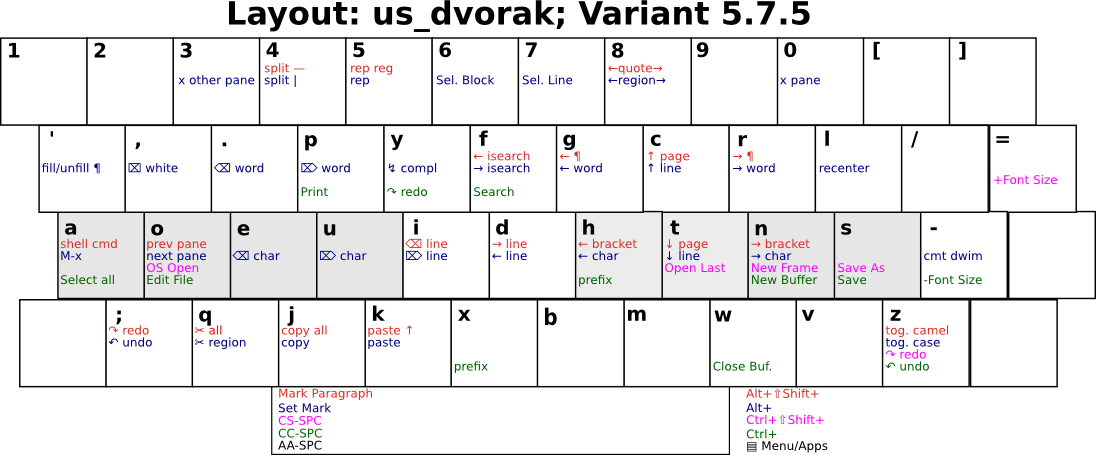 Layout: us_dvorak; Variant 5.7.5
1
2
3
x other pane
4
split —
split |
5
rep reg
rep
6
Sel. Block
7
Sel. Line
8
←quote→
←region→
9
0
x pane
[
]
'
fill/unfill ¶
,
⌧ white
.
⌫ word
p
⌦ word
Print
y
↯ compl
↷ redo
f
← isearch
→ isearch
Search
g
← ¶
← word
c
↑ page
↑ line
r
→ ¶
→ word
l
recenter
/
=
+Font Size
a
shell cmd
M-x
Select all
o
prev pane
next pane
OS Open
Edit File
e
⌫ char
u
⌦ char
i
⌫ line
⌦ line
d
→ line
← line
h
← bracket
← char
prefix
t
↓ page
↓ line
Open Last
n
→ bracket
→ char
New Frame
New Buffer
s
Save As
Save
-
cmt dwim
-Font Size
;
↷ redo
↶ undo
q
✂ all
✂ region
j
copy all
copy
k
paste ↑
paste
x
prefix
b
m
w
Close Buf.
v
z
tog. camel
tog. case
↷ redo
↶ undo
Mark Paragraph
Set Mark
CS-SPC
CC-SPC
AA-SPC
Alt+⇧Shift+
Alt+
Ctrl+⇧Shift+
Ctrl+
▤ Menu/Apps